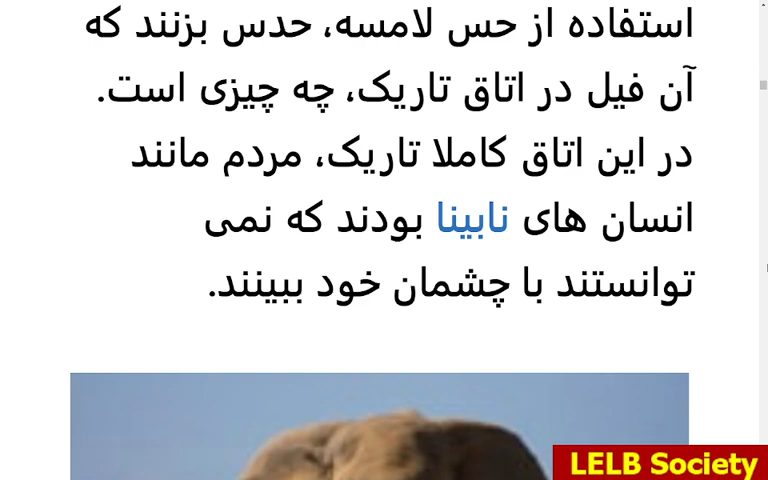 استفاده از حس لامسه، حدس بزنند که
آن فیل در اتاق تاریک، چه چیزی است.
در این اتاق کاملا تاریک، مردم مانند
انسان های نابینا بودند که نمی
توانستند با چشمان خود ببینند.
LELB Society